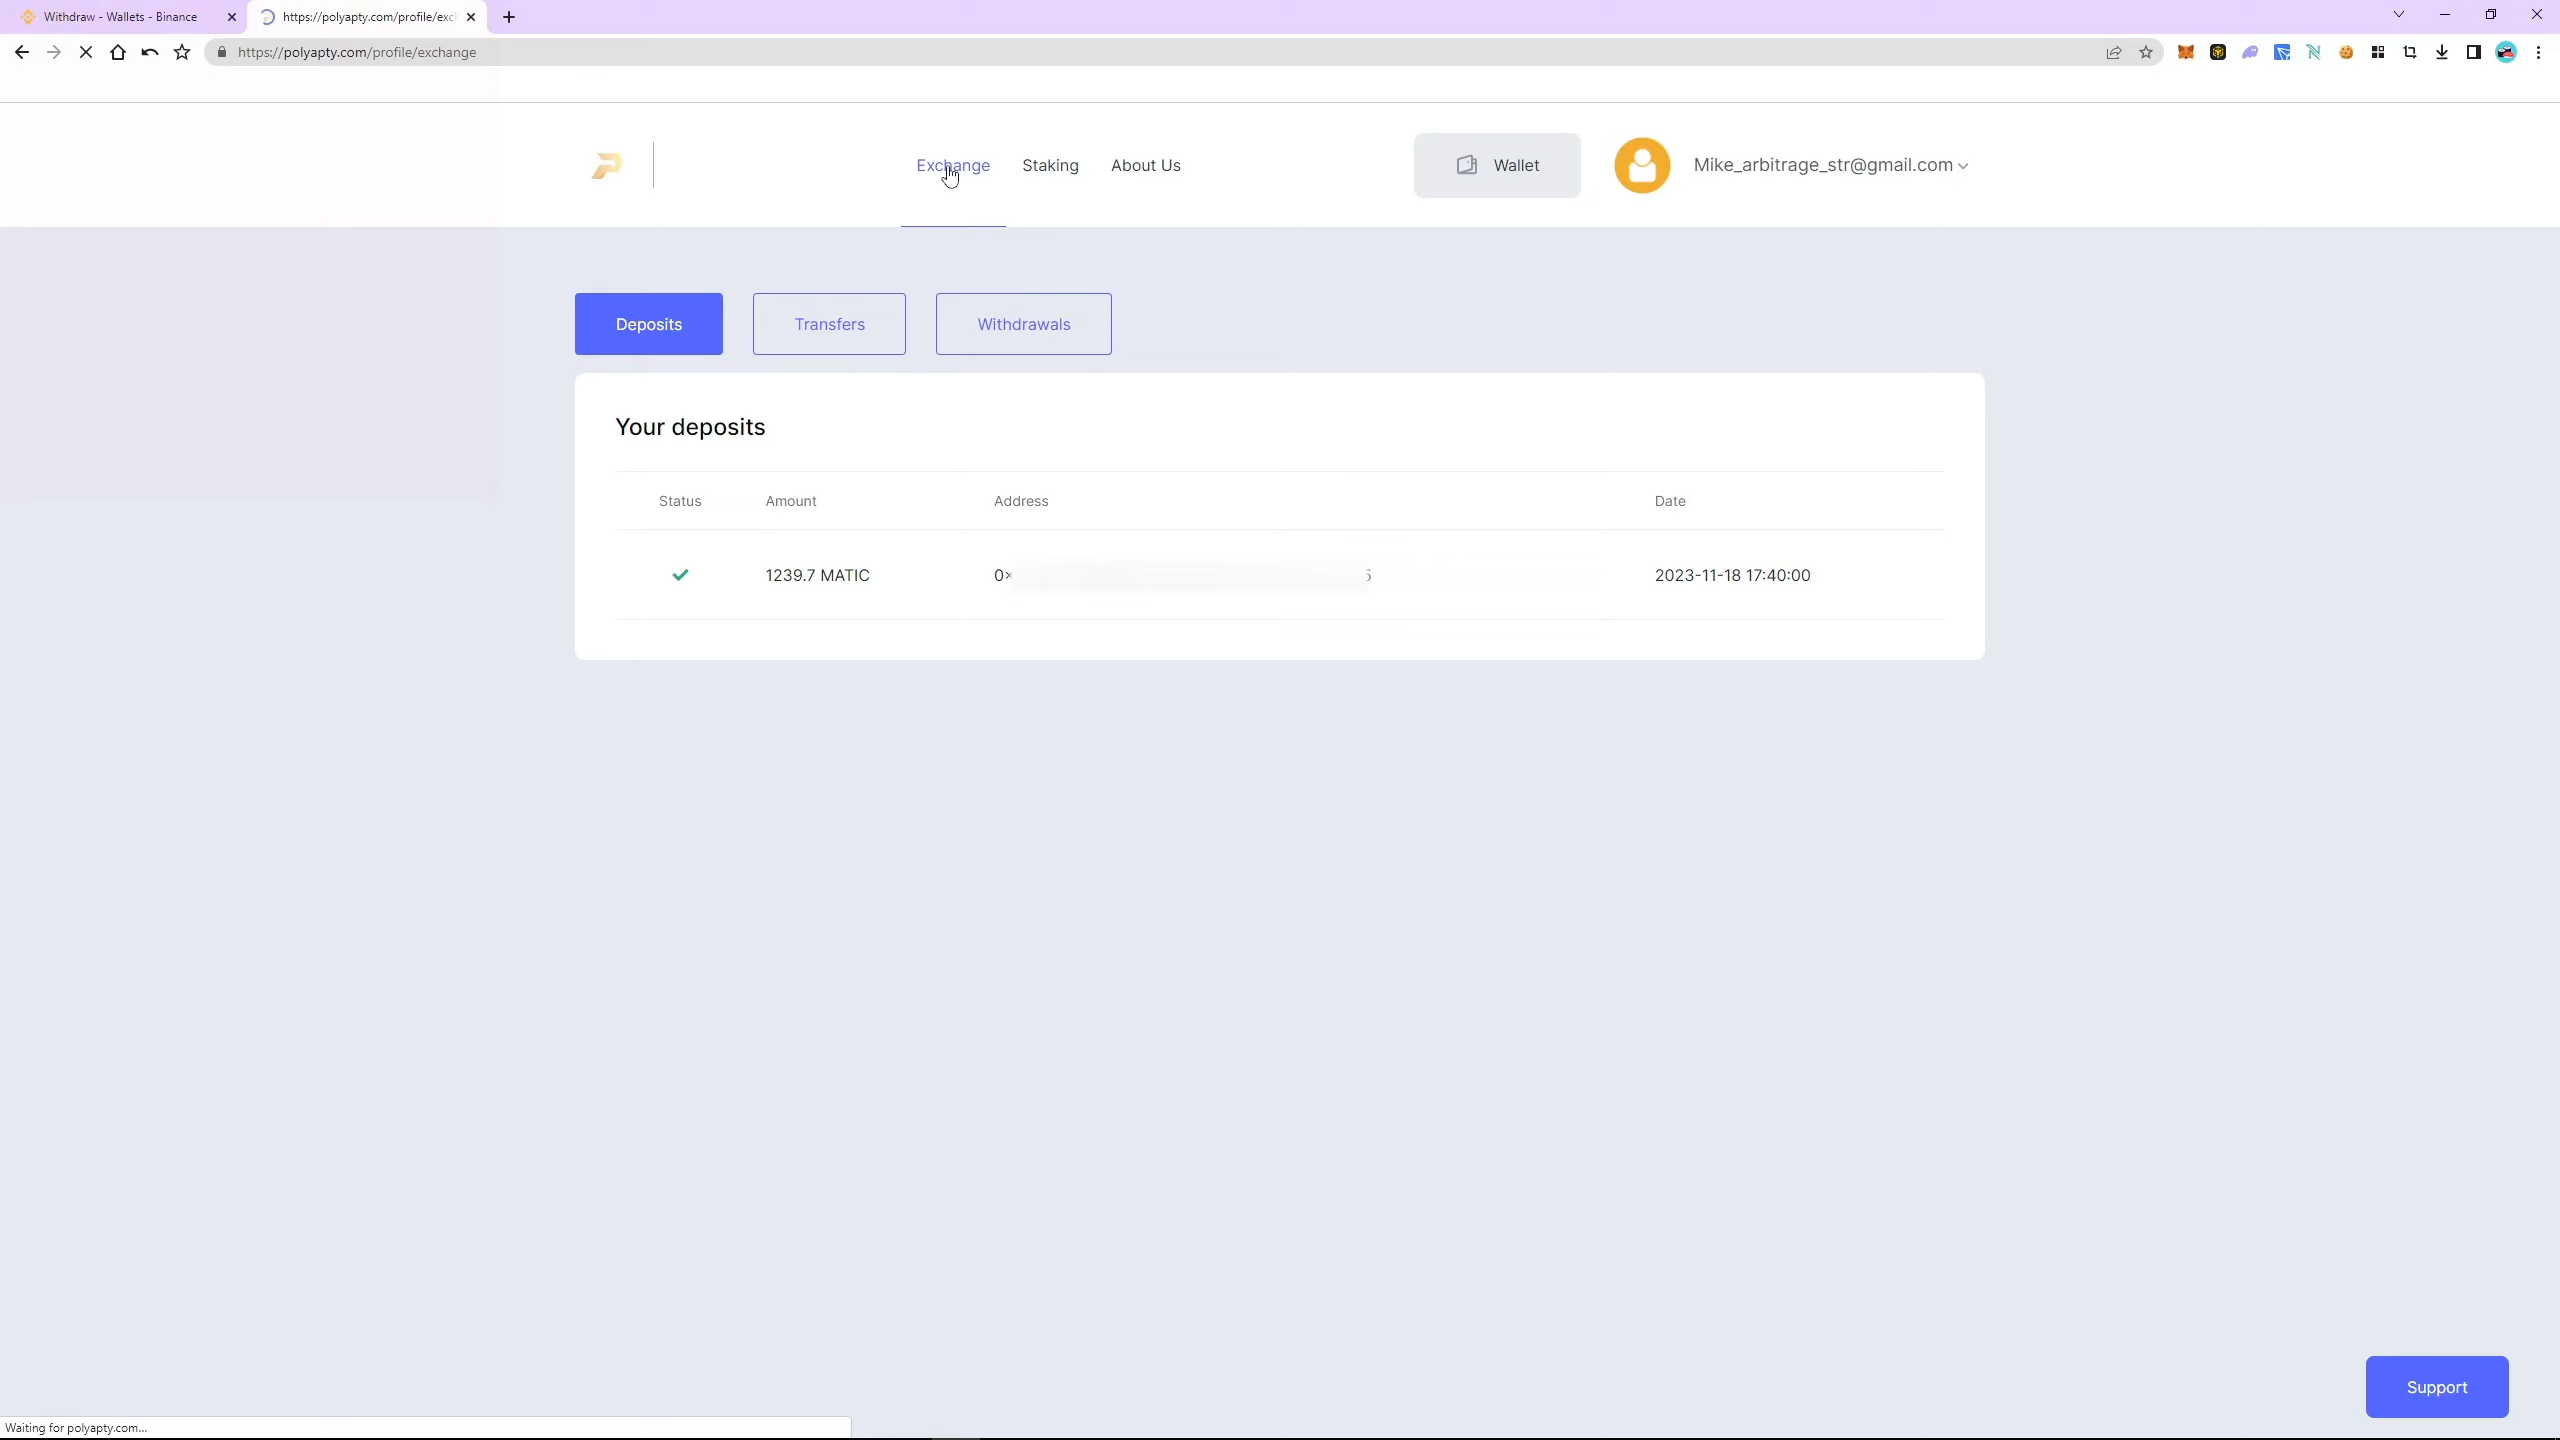 Withdraw - Wallets - Binance
https://polyapty.com/profile/exc
https://polyapty.com/profile/exchange
Exchange
Staking
About Us
Wallet
Mike_arbitrage_str@gmail.com
Deposits
Transfers
Withdrawals
Your deposits
Status
Amount
Address
Date
1239.7 MATIC
2023-11-18 17:40:00
Support
Waiting for polyapty.com...